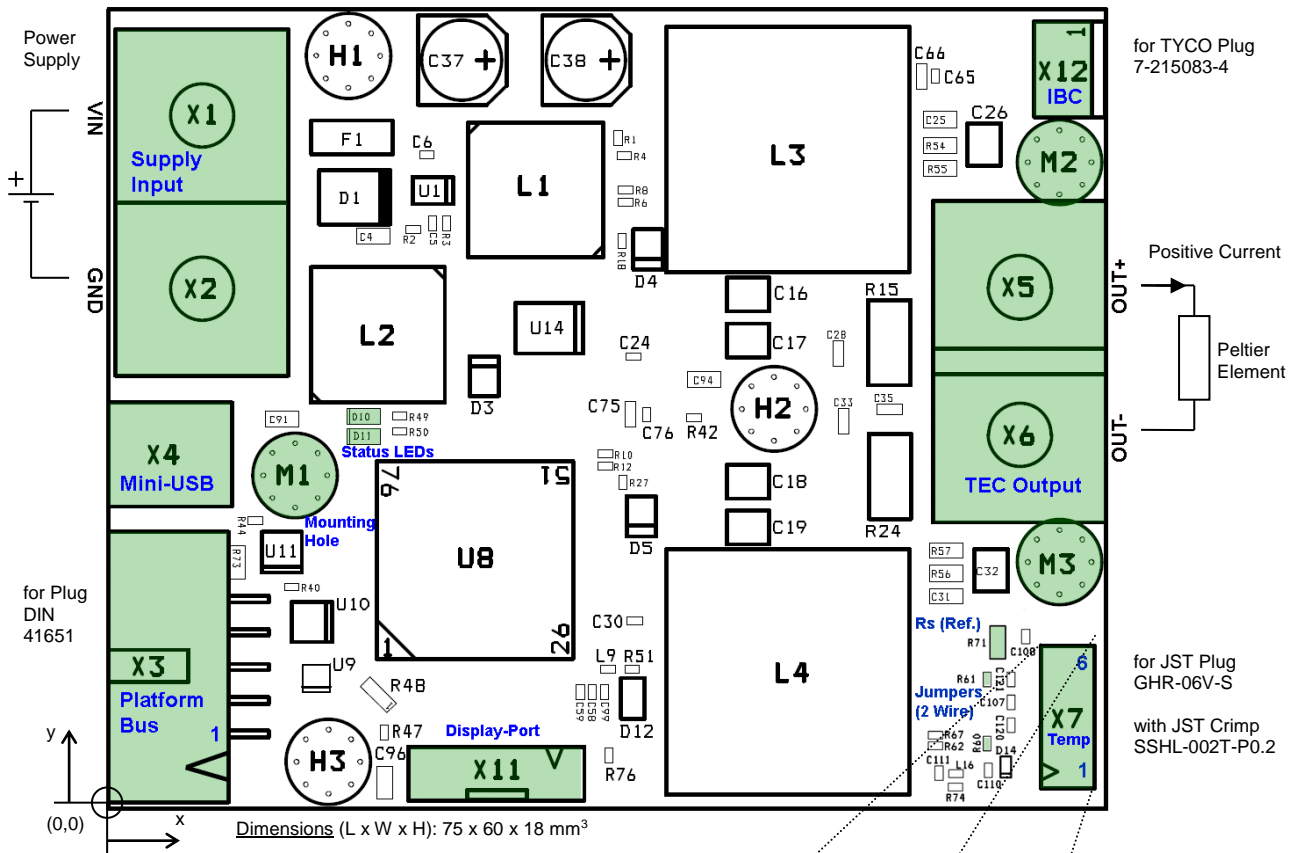 Power
Supply
VIN
+
GND
X1
Supply
Input
X2
H1
C37 +
C38 +
F1
C6
D1
U1
C4
R2
C5
R3
L1
R1
R4
R8
R6
R18
D4
L3
C66
C65
C25
R54
R55
C26
1
X12
IBC
for TYCO Plug
7-215083-4
M2
X5
OUT+
Positive Current
Peltier
Element
OUT-
X6
TEC Output
L2
U14
D3
C24
C75
C76
C94
R42
C16
C17
R15
C28
C33
C35
H2
C18
C19
R24
X4
Mini-USB
C91
D10
R49
D11
R50
Status LEDs
M1
Mounting
Hole
R44
U11
R73
R40
U10
U9
76
51
U8
1
26
R10
R12
R27
D5
C30
L9
R51
C59
C58
C99
D12
R76
R48
R47
C96
H3
Display-Port
X11
L4
R57
R56
C31
C32
M3
Rs (Ref.)
R71
C108
R61
C121
Jumpers
(2 Wire)
C107
C120
R67
R62
R60
D14
C111
L16
R74
C110
6
X7
Temp
1
for JST Plug
GHR-06V-S
with JST Crimp
SSHL-002T-P0.2
for Plug
DIN
41651
X3
Platform
Bus
1
y
x
(0,0)
Dimensions (L x W x H): 75 x 60 x 18 mm³